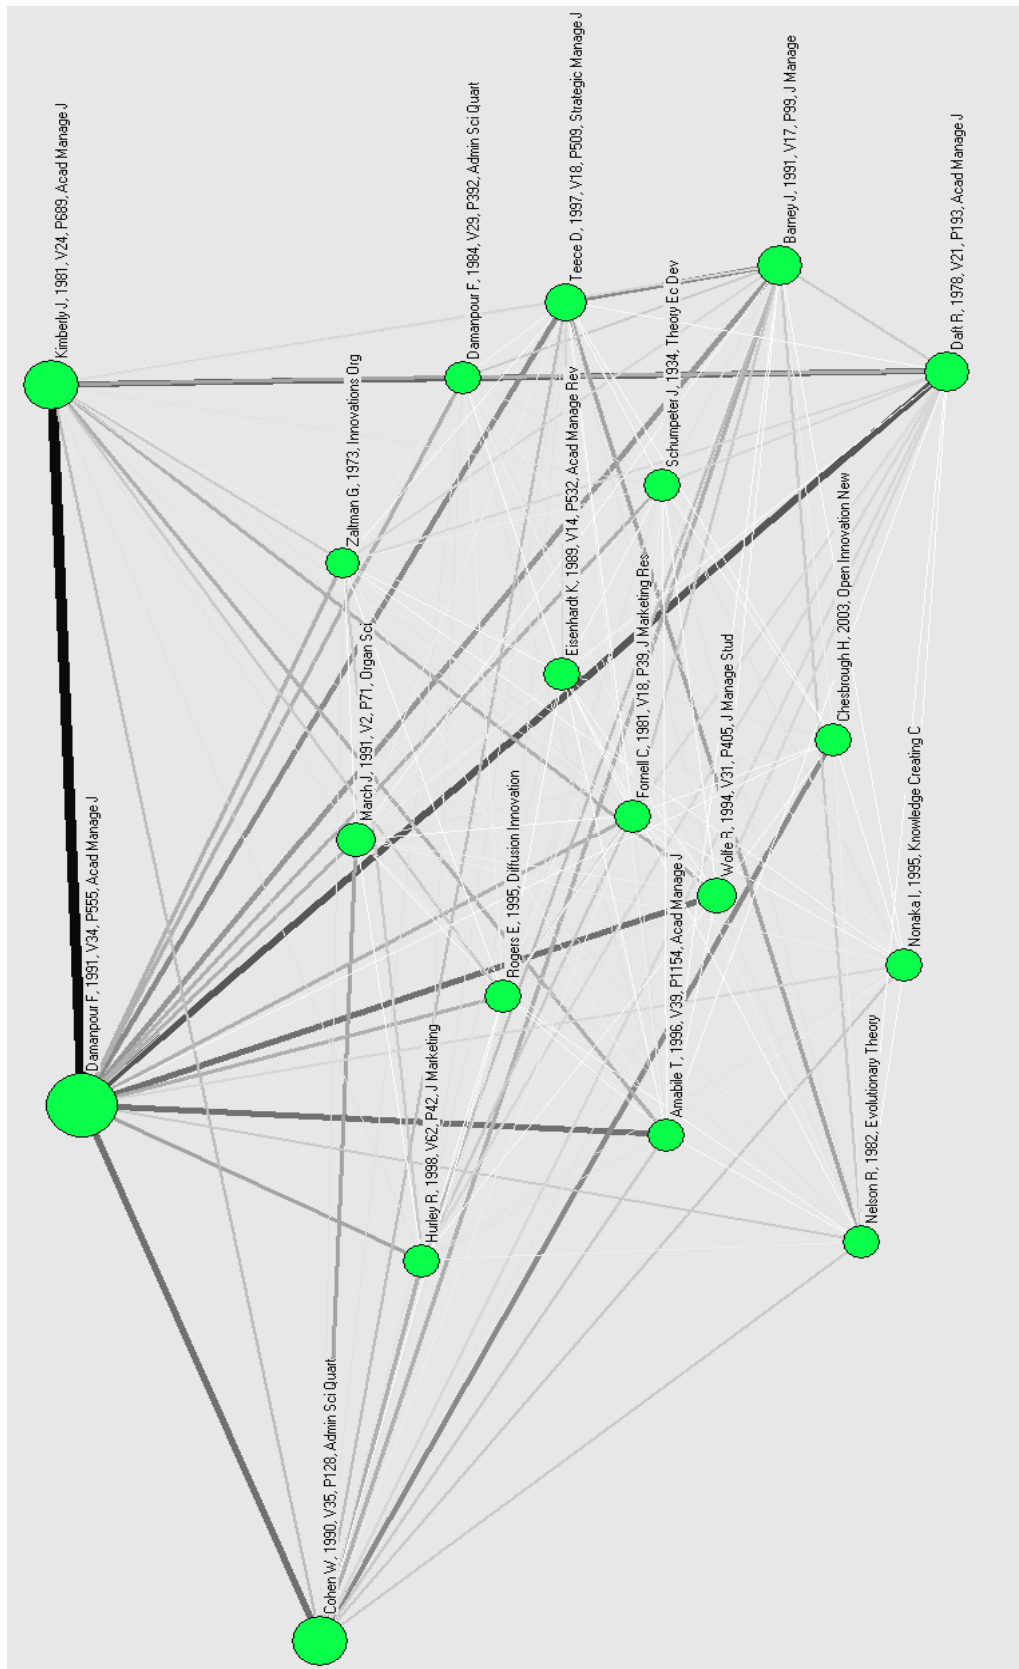 Kimberly J, 1981, V24, P689, Acad Manage J
Damanpour F, 1984, V29, P392, Admin Sci Quart
Teece D, 1997, V18, P509, Strategic Manage J
Barney J, 1991, V17, P99, J Manage
Daft R, 1978, V21, P193, Acad Manage J
Zaltman G, 1973, Innovations Org
Schumpeter J, 1934, Theory Ec Dev
Eisenhardt K, 1989, V14, P532, Acad Manage Rev
March J, 1991, V2, P71, Organ Sci
Fornell C, 1981, V18, P39, J Marketing Res
Chesbrough H, 2003, Open Innovation New
Wolfe R, 1994, V31, P405, J Manage Stud
Damanpour F, 1991, V34, P555, Acad Manage J
Rogers E, 1995, Diffusion Innovation
Nonaka I, 1995, Knowledge Creating C
Amabile T, 1996, V39, P1154, Acad Manage J
Hurley R, 1998, V62, P42, J Marketing
Nelson R, 1982, Evolutionary Theory
Cohen W, 1990, V35, P128, Admin Sci Quart